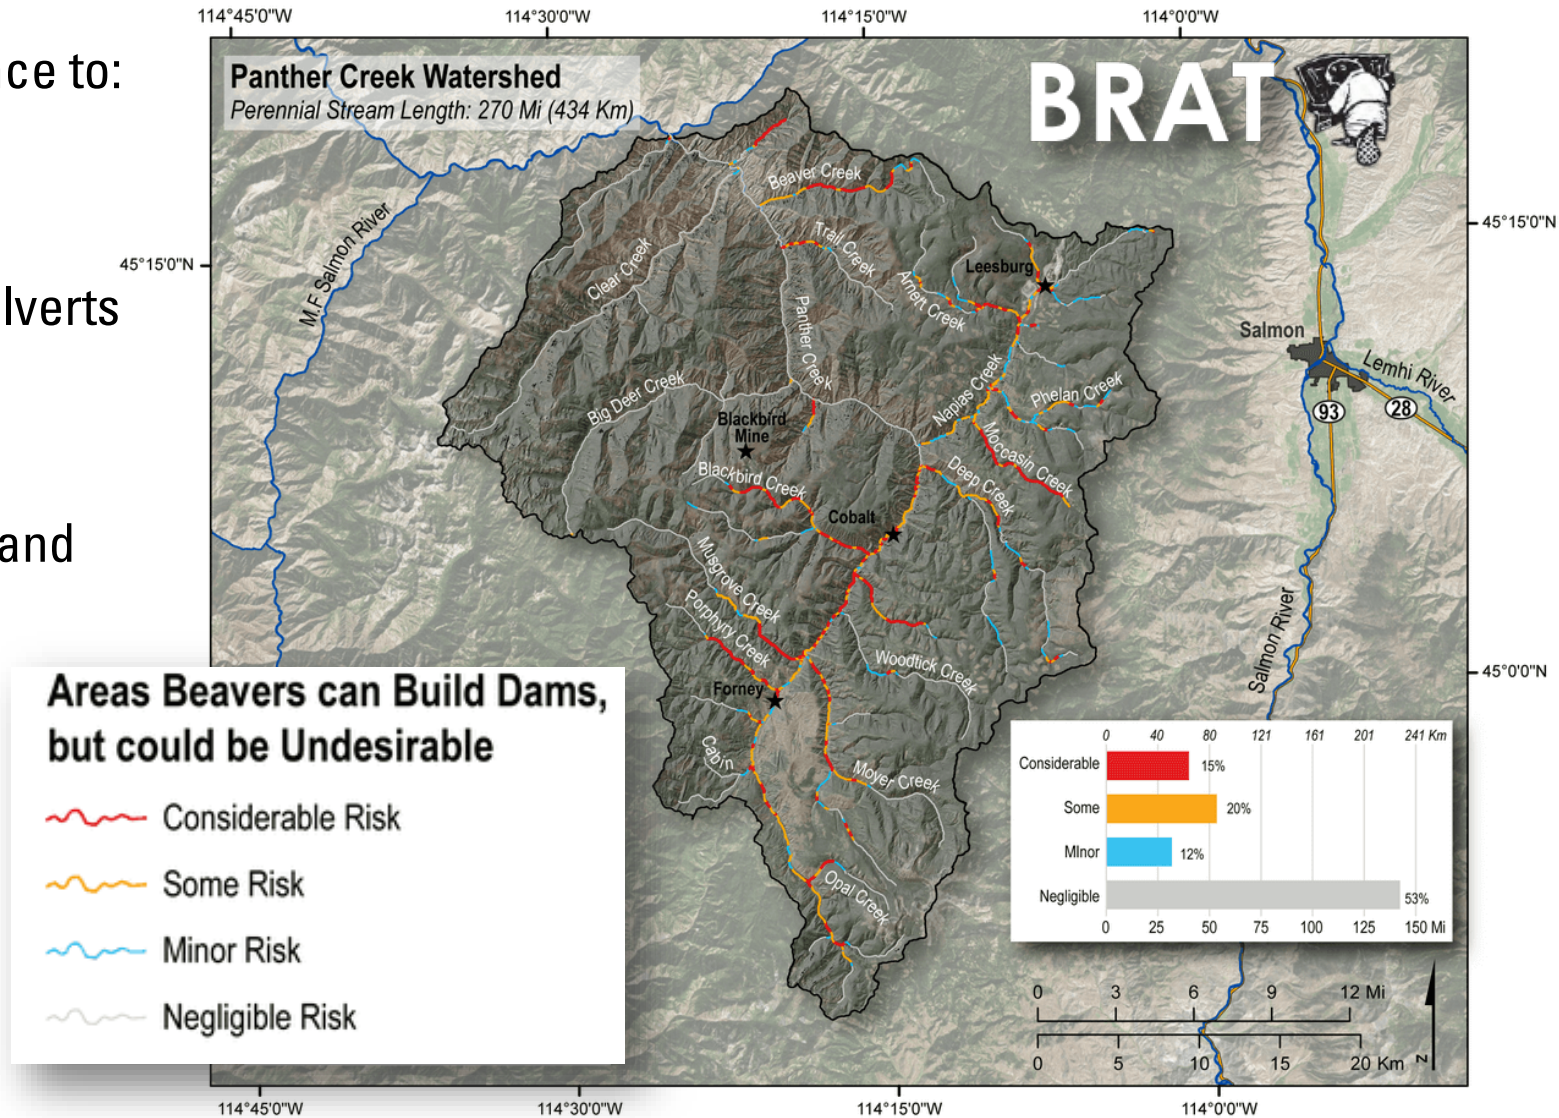 ce to:
lverts
and
114°45'0"W
114°30'0"W
114°15'0"W
114°0'0"W
Panther Creek Watershed
Perennial Stream Length: 270 Mi (434 Km)
BRAT
45°15'0"N
45°15'0"N
45°0'0"N
M.F Salmon River
Beaver Creek
Trail Creek
Clear Creek
Leesburg
Arnett Creek
Panther Creek
Napias Creek
Phelan Creek
Big Deer Creek
Blackbird
Mine
Moccasin Creek
Blackbird Creek
Deep Creek
Cobalt
Musgrove Creek
Porphyry Creek
Woodtick Creek
Forney
Cabin
Moyer Creek
Opal Creek
Salmon
Lemhi River
93
28
Salmon River
Areas Beavers can Build Dams,
but could be Undesirable
Considerable Risk
Some Risk
Minor Risk
Negligible Risk
0 40 80 121 161 201 241 Km
Considerable 15%
Some 20%
MInor 12%
Negligible 53%
0 25 50 75 100 125 150 Mi
0 3 6 9 12 Mi
0 5 10 15 20 Km
N
114°45'0"W
114°30'0"W
114°15'0"W
114°0'0"W